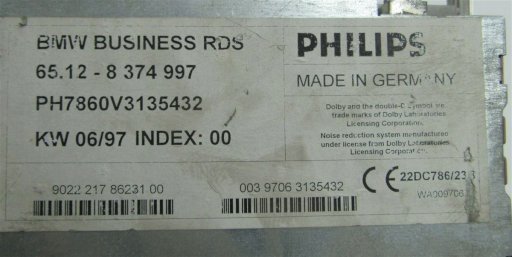 BMW BUSINESS RDS
65.12 - 8 374 997
PH7860V3135432
KW 06/97 INDEX: 00
PHILIPS
MADE IN GERMANY
Dolby and the double-D symbol are
trade marks of Dolby Laboratories
Licensing Corporation.
Noise reduction system manufactured
under license from Dolby Laboratories
Licensing Corporation.
9022 217 86231 00
003 9706 3135432
CE 22DC786/23
WA009706